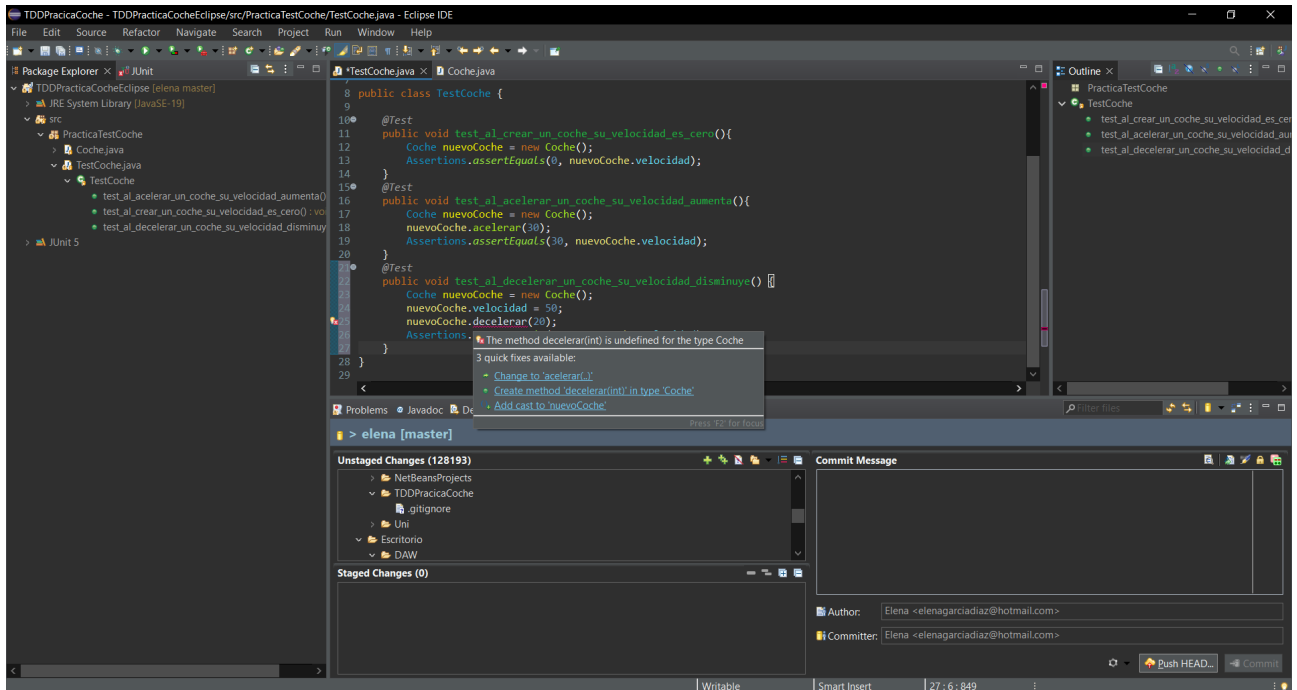 TDDPracicaCoche - TDDPracticaCocheEclipse/src/PracticaTestCoche/TestCoche.java - Eclipse IDE
File Edit Source Refactor Navigate Search Project Run Window Help
Package Explorer JUnit
TDDPracticaCocheEclipse [elena master]
JRE System Library [JavaSE-19]
src
PracticaTestCoche
Coche.java
TestCoche.java
TestCoche
test_al_acelerar_un_coche_su_velocidad_aumenta()
test_al_crear_un_coche_su_velocidad_es_cero() : voi
test_al_decelerar_un_coche_su_velocidad_disminuy
JUnit 5
*TestCoche.java Coche.java
8 public class TestCoche {
9
10 @Test
11 public void test_al_crear_un_coche_su_velocidad_es_cero(){
12 Coche nuevoCoche = new Coche();
13 Assertions.assertEquals(0, nuevoCoche.velocidad);
14 }
15 @Test
16 public void test_al_acelerar_un_coche_su_velocidad_aumenta(){
17 Coche nuevoCoche = new Coche();
18 nuevoCoche.acelerar(30);
19 Assertions.assertEquals(30, nuevoCoche.velocidad);
20 }
21 @Test
22 public void test_al_decelerar_un_coche_su_velocidad_disminuye() {
23 Coche nuevoCoche = new Coche();
24 nuevoCoche.velocidad = 50;
25 nuevoCoche.decelerar(20);
26 Assertions.
27 }
28 }
29
The method decelerar(int) is undefined for the type Coche
3 quick fixes available:
Change to 'acelerar(..)'
Create method 'decelerar(int)' in type 'Coche'
Add cast to 'nuevoCoche'
Press 'F2' for focus
Outline
PracticaTestCoche
TestCoche
test_al_crear_un_coche_su_velocidad_es_cer
test_al_acelerar_un_coche_su_velocidad_au
test_al_decelerar_un_coche_su_velocidad_d
Problems Javadoc De
Filter files
> elena [master]
Unstaged Changes (128193)
NetBeansProjects
TDDPracicaCoche
.gitignore
Uni
Escritorio
DAW
Staged Changes (0)
Commit Message
Author: Elena <elenagarciadiaz@hotmail.com>
Committer: Elena <elenagarciadiaz@hotmail.com>
Push HEAD... Commit
Writable Smart Insert 27 : 6 : 849